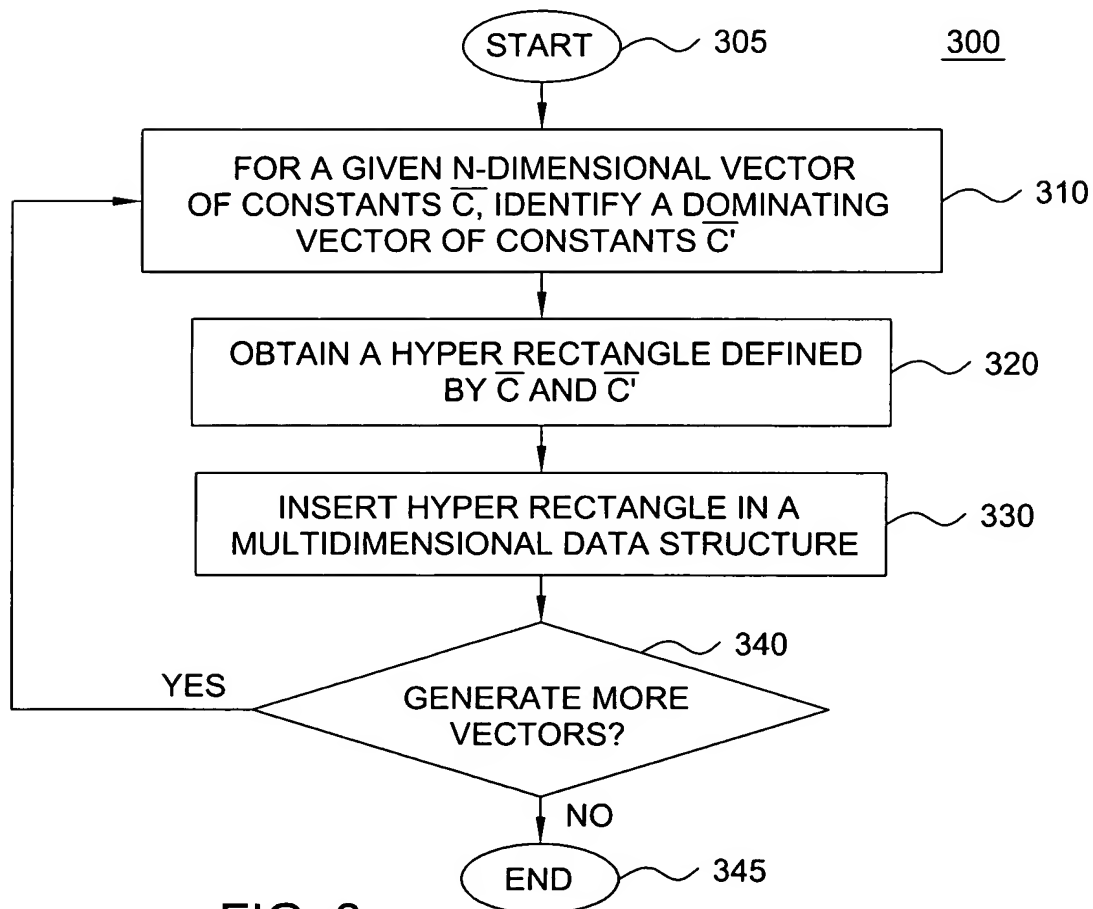 START
305
300
FOR A GIVEN N-DIMENSIONAL VECTOR
OF CONSTANTS C̅, IDENTIFY A DOMINATING
VECTOR OF CONSTANTS C̅'
310
OBTAIN A HYPER RECTANGLE DEFINED
BY C̅ AND C̅'
320
INSERT HYPER RECTANGLE IN A
MULTIDIMENSIONAL DATA STRUCTURE
330
340
YES
GENERATE MORE
VECTORS?
NO
END
345